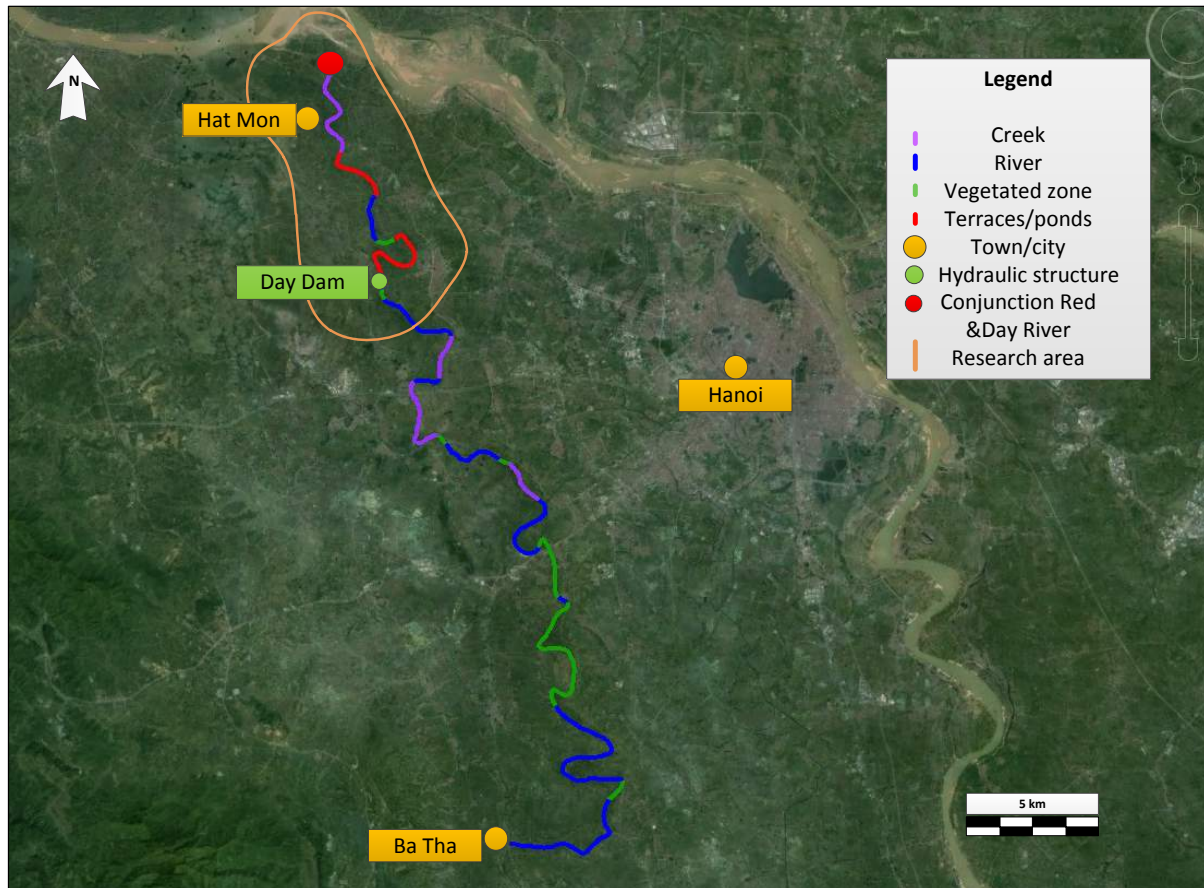 N
Hat Mon
Day Dam
Hanoi
Ba Tha
Legend
Creek
River
Vegetated zone
Terraces/ponds
Town/city
Hydraulic structure
Conjunction Red
&Day River
Research area
5 km